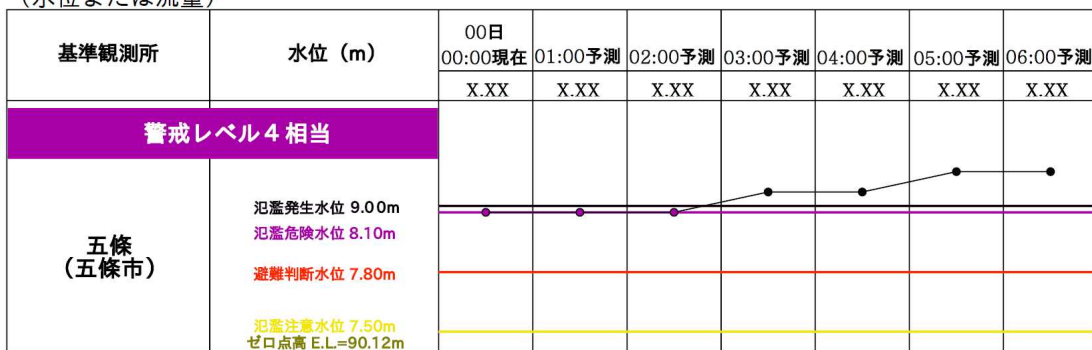 （水位または流量）
基準観測所 水位（m） 00日 00:00現在 01:00予測 02:00予測 03:00予測 04:00予測 05:00予測 06:00予測
X.XX X.XX X.XX X.XX X.XX X.XX X.XX
警戒レベル４相当
五條
（五條市）
氾濫発生水位 9.00m
氾濫危険水位 8.10m
避難判断水位 7.80m
氾濫注意水位 7.50m
ゼロ点高 E.L.=90.12m